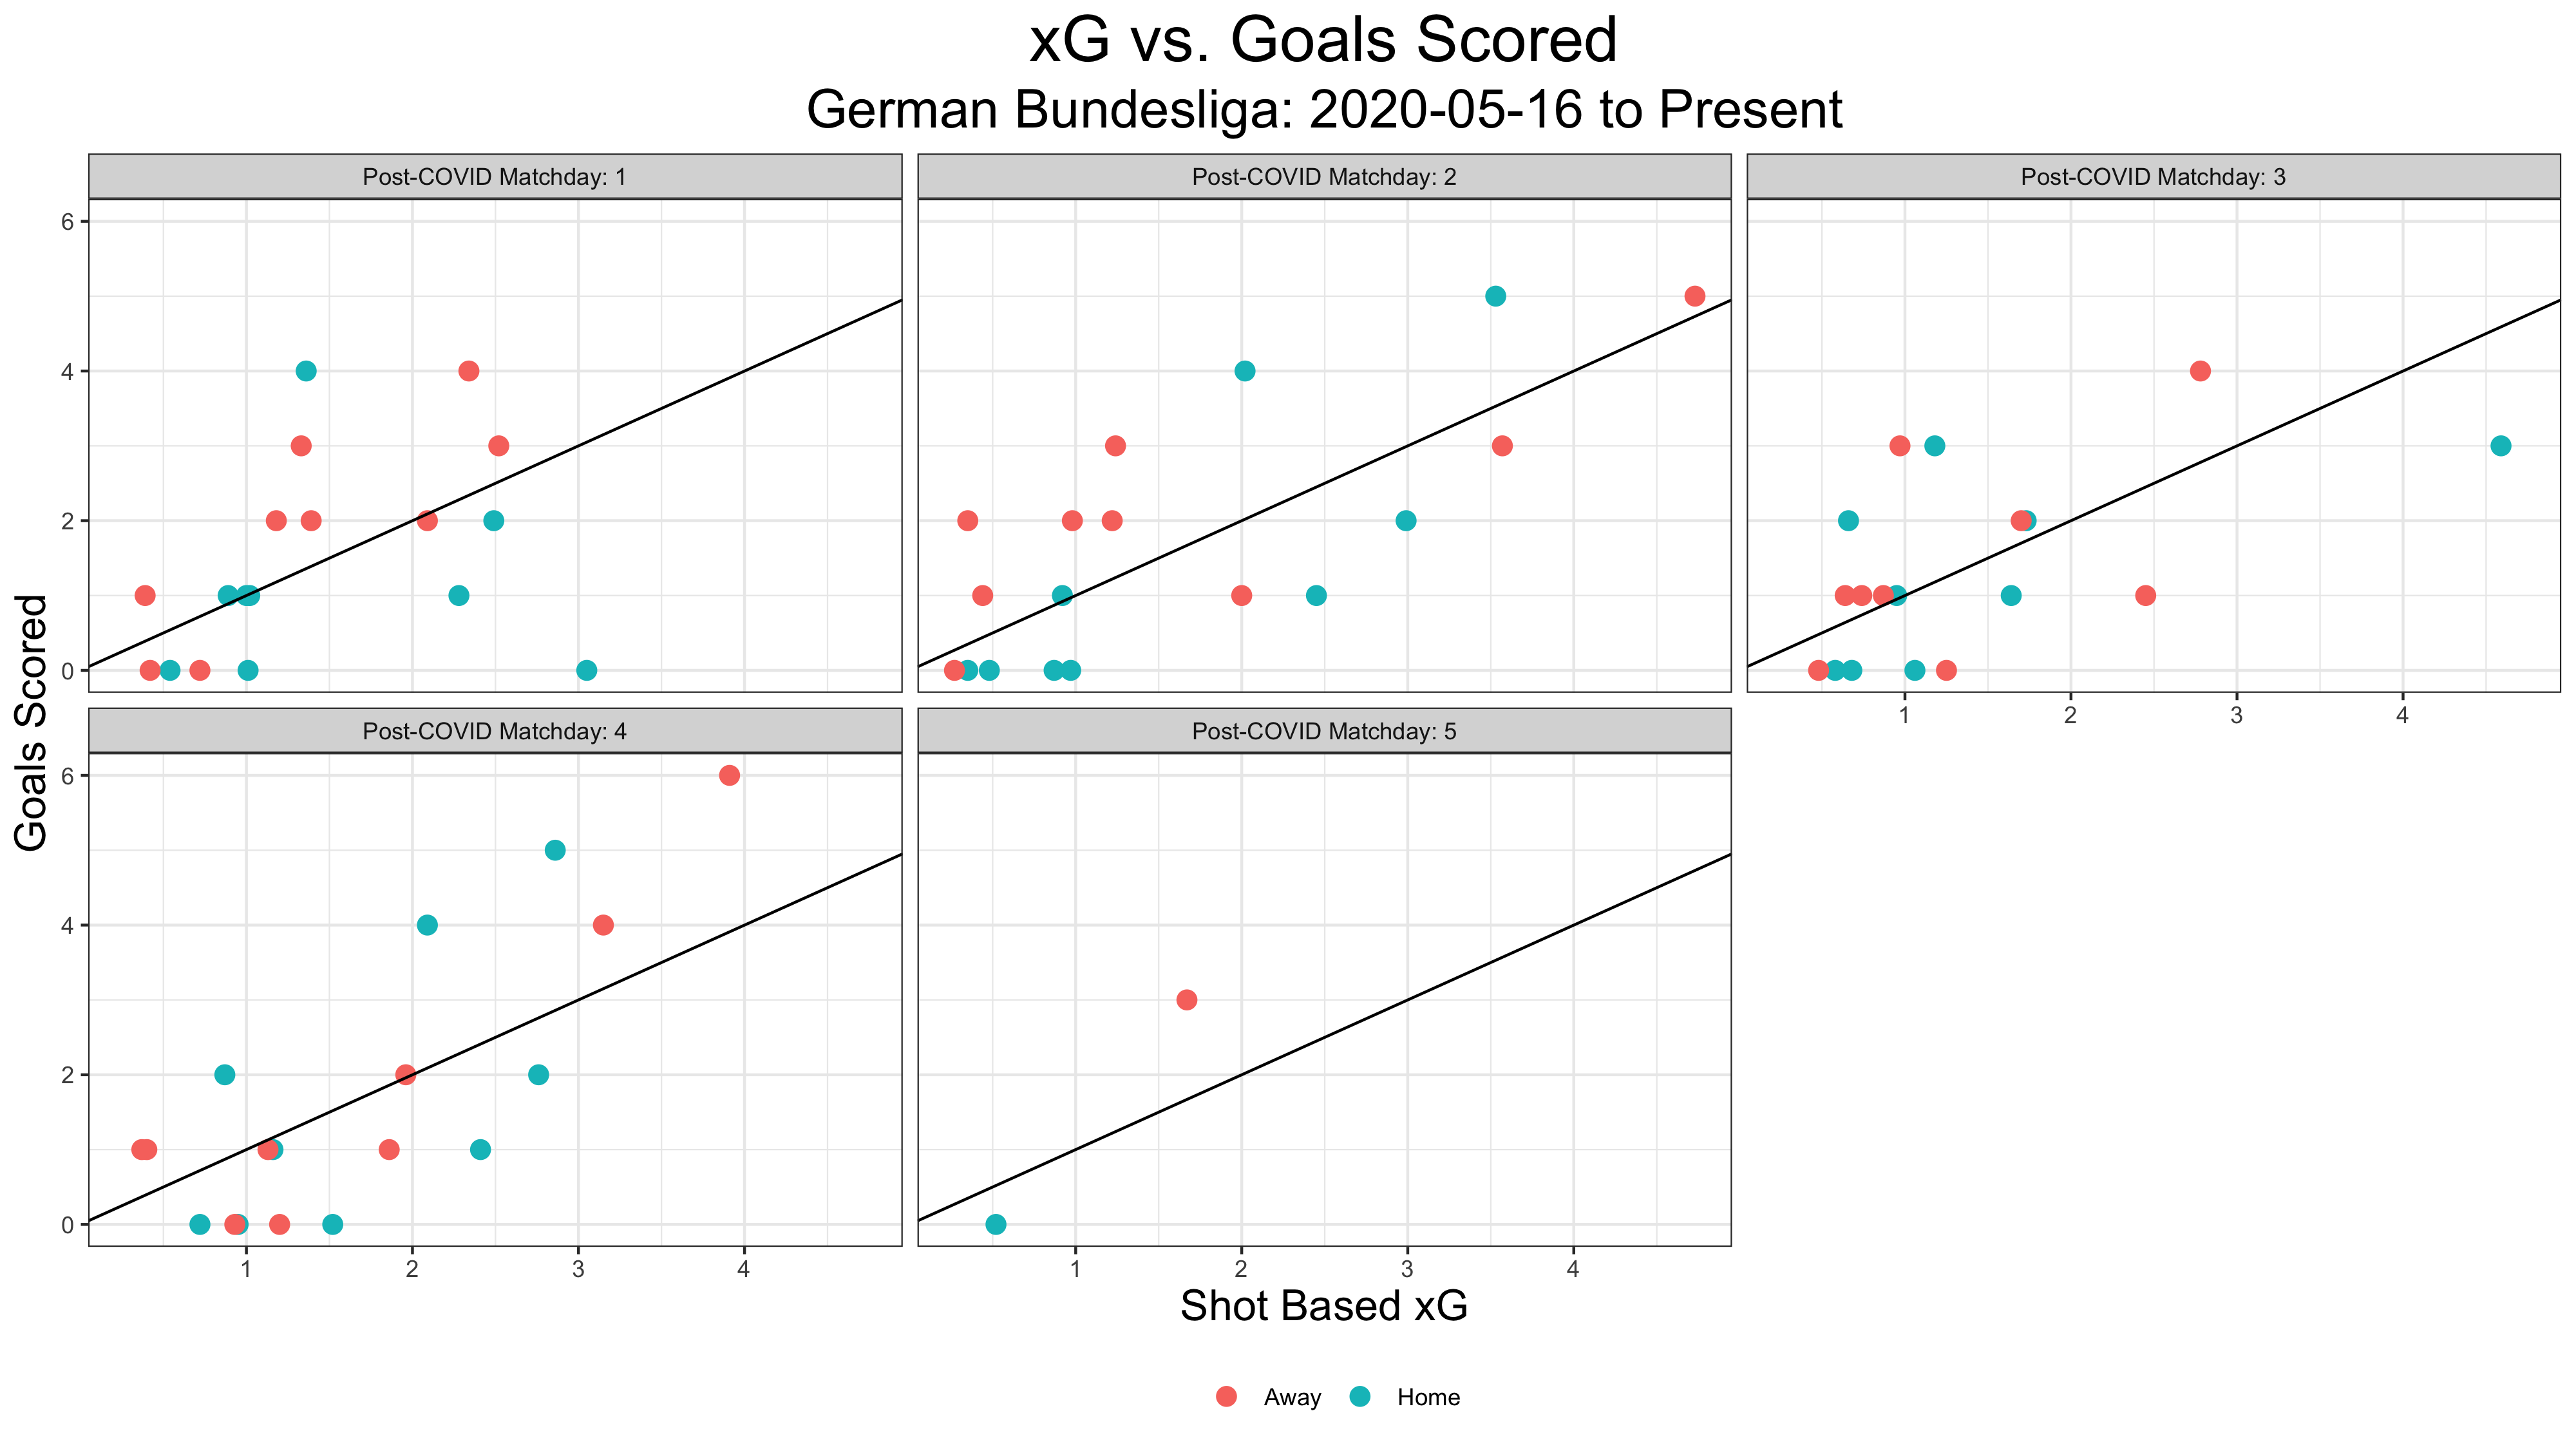 xG vs. Goals Scored
German Bundesliga: 2020-05-16 to Present
Post-COVID Matchday: 1
Post-COVID Matchday: 2
Post-COVID Matchday: 3
6
4
2
0
1
2
3
4
Goals Scored
Post-COVID Matchday: 4
Post-COVID Matchday: 5
6
4
2
0
1
2
3
4
1
2
3
4
Shot Based xG
Away
Home